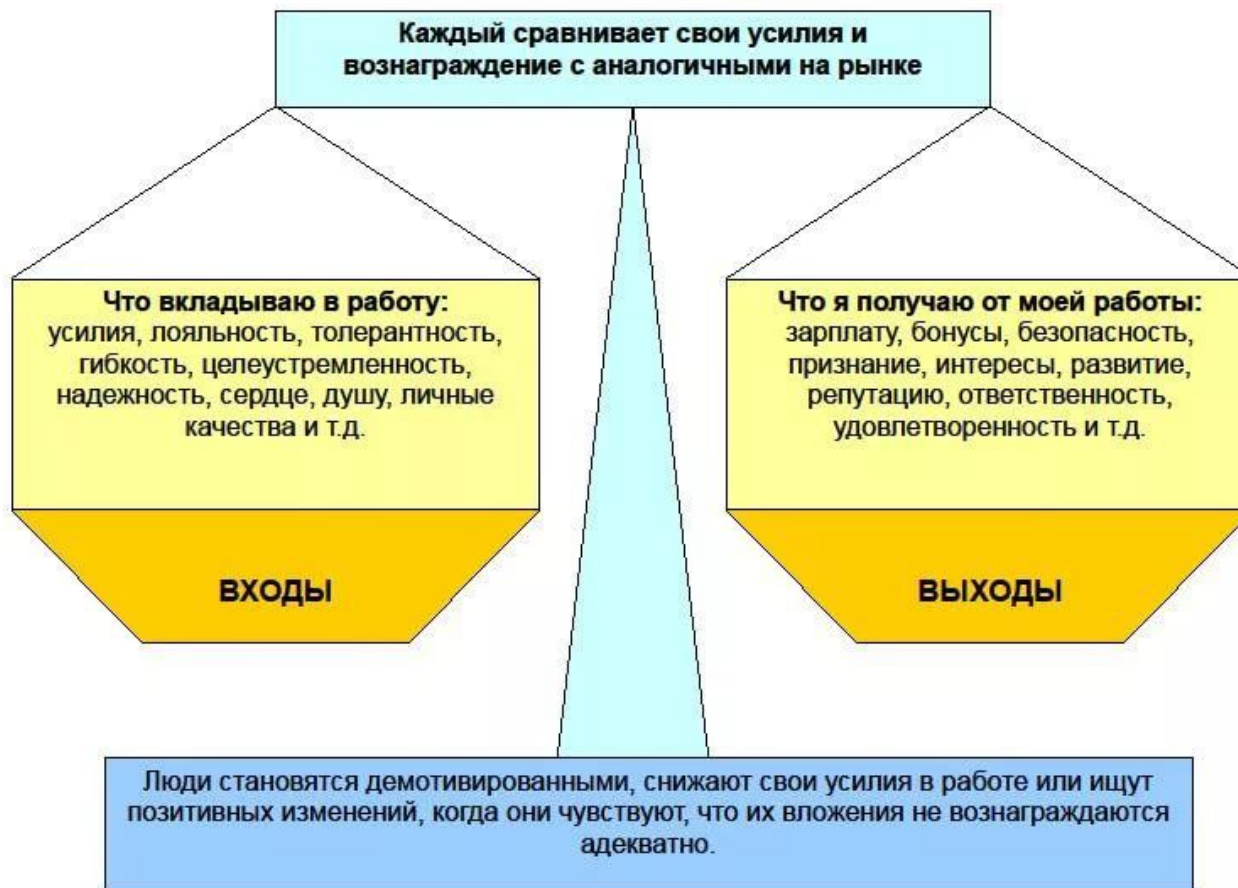 Каждый сравнивает свои усилия и
вознаграждение с аналогичными на рынке
Что вкладываю в работу:
усилия, лояльность, толерантность,
гибкость, целеустремленность,
надежность, сердце, душу, личные
качества и т.д.
ВХОДЫ
Что я получаю от моей работы:
зарплату, бонусы, безопасность,
признание, интересы, развитие,
репутацию, ответственность,
удовлетворенность и т.д.
ВЫХОДЫ
Люди становятся демотивированными, снижают свои усилия в работе или ищут
позитивных изменений, когда они чувствуют, что их вложения не вознаграждаются
адекватно.